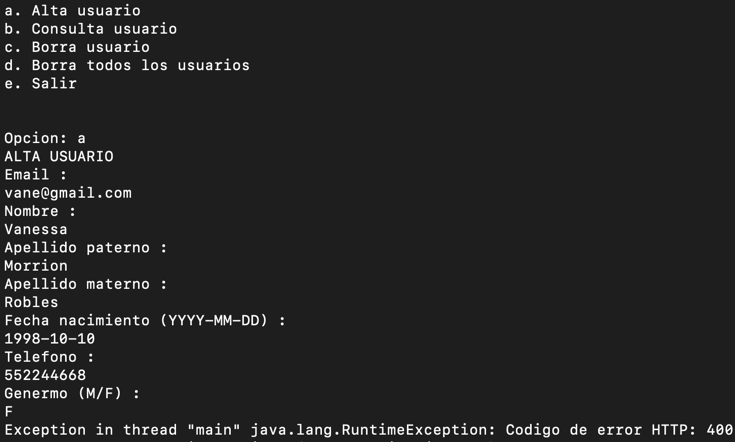 a. Alta usuario
b. Consulta usuario
c. Borra usuario
d. Borra todos los usuarios
e. Salir
Opcion: a
ALTA USUARIO
Email :
vane@gmail.com
Nombre :
Vanessa
Apellido paterno :
Morrion
Apellido materno :
Robles
Fecha nacimiento (YYYY-MM-DD) :
1998-10-10
Telefono :
552244668
Genermo (M/F) :
F
Exception in thread "main" java.lang.RuntimeException: Codigo de error HTTP: 400